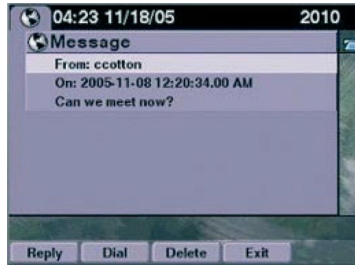 04:23 11/18/05 2010
Message
From: ccotton
On: 2005-11-08 12:20:34.00 AM
Can we meet now?
Reply Dial Delete Exit